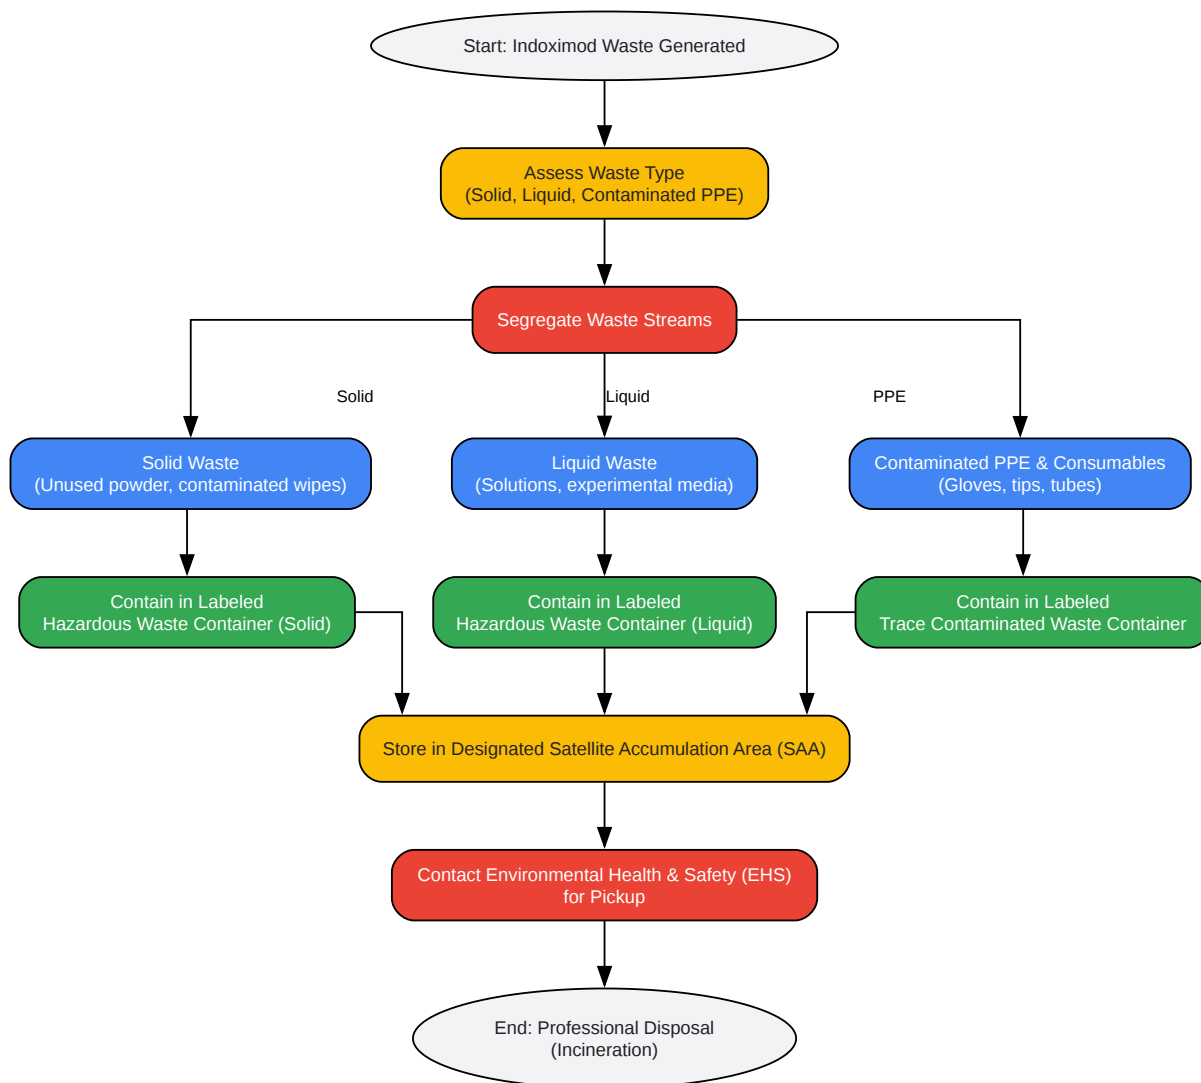 Start: Indoximod Waste Generated
Assess Waste Type
(Solid, Liquid, Contaminated PPE)
Segregate Waste Streams
Solid
Liquid
PPE
Solid Waste
(Unused powder, contaminated wipes)
Liquid Waste
(Solutions, experimental media)
Contaminated PPE & Consumables
(Gloves, tips, tubes)
Contain in Labeled
Hazardous Waste Container (Solid)
Contain in Labeled
Hazardous Waste Container (Liquid)
Contain in Labeled
Trace Contaminated Waste Container
Store in Designated Satellite Accumulation Area (SAA)
Contact Environmental Health & Safety (EHS)
for Pickup
End: Professional Disposal
(Incineration)